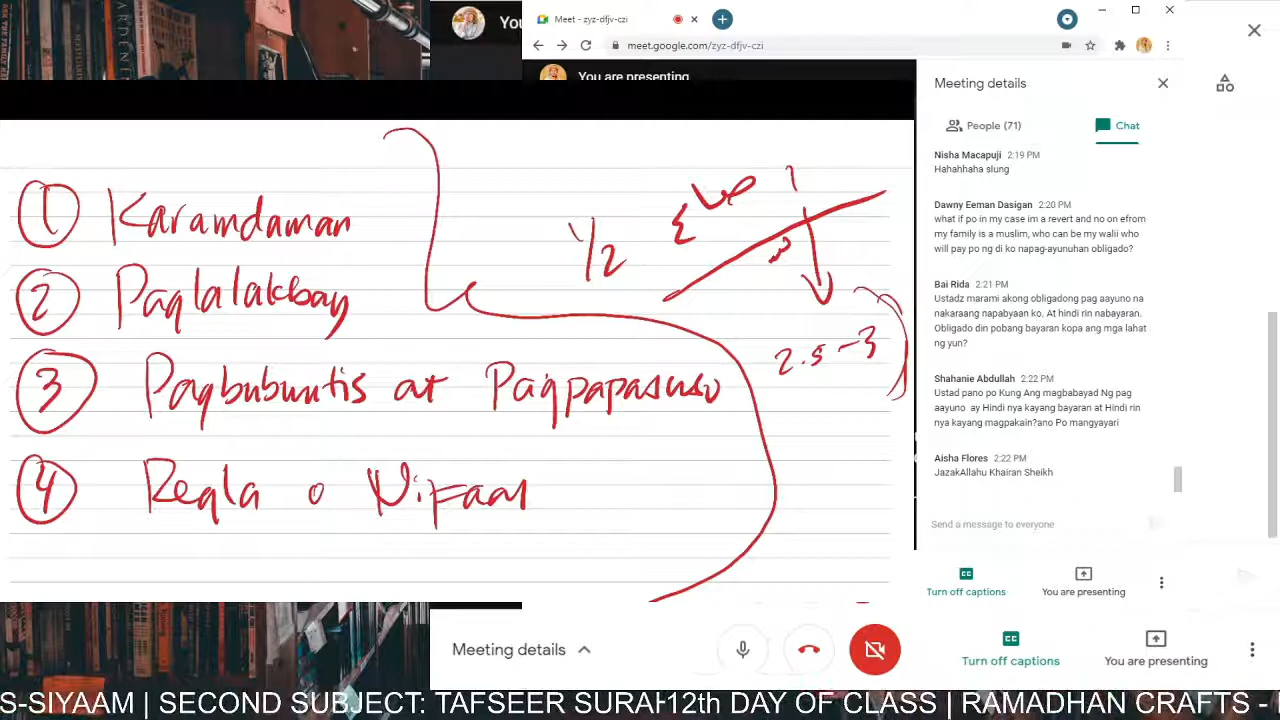 You
Meet - zyz-dfjv-czi
meet.google.com/zyz-dfjv-czi
You are presenting
Meeting details
People (71)
Chat
Nisha Macapuji 2:19 PM
Hahahhaha slung
Dawny Eeman Dasigan 2:20 PM
what if po in my case im a revert and no on efrom
my family is a muslim, who can be my walii who
will pay po ng di ko napag-ayunuhan obligado?
Bai Rida 2:21 PM
Ustadz marami akong obligadong pag aayuno na
nakaraang napabyaan ko. At hindi rin nabayaran.
Obligado din pobang bayaran kopa ang mga lahat
ng yun?
Shahanie Abdullah 2:22 PM
Ustad pano po Kung Ang magbabayad Ng pag
aayuno ay Hindi nya kayang bayaran at Hindi rin
nya kayang magpakain?ano Po mangyayari
Aisha Flores 2:22 PM
JazakAllahu Khairan Sheikh
Send a message to everyone
Turn off captions
You are presenting
1 Karamdaman
2 Paglalakbay
3 Pagbubuntis at Pagpapasuso
4 Regla o Nifaas
1/2
2.5 - 3
Meeting details
Turn off captions
You are presenting
S-SIYAAM | SECOND SUBJECT: TAFSEER SURAH
12th DAY OF CLASS | RAMADHAN CRAFTS -